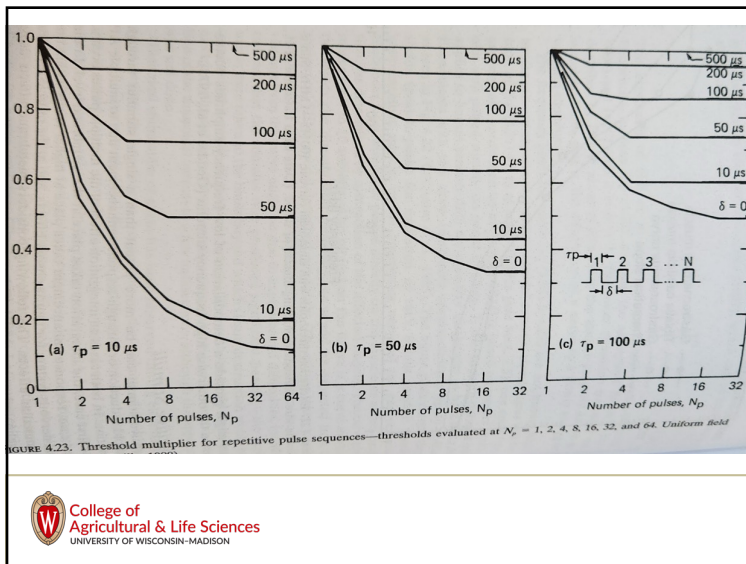 1.0
0.8
0.6
0.4
0.2
0
500 μs
200 μs
100 μs
50 μs
10 μs
δ = 0
(a) τp = 10 μs
1 2 4 8 16 32 64
Number of pulses, Np
500 μs
200 μs
100 μs
50 μs
10 μs
δ = 0
(b) τp = 50 μs
1 2 4 8 16 32
Number of pulses, Np
500 μs
200 μs
100 μs
50 μs
10 μs
δ = 0
τp 1 2 3 ... N
δ
(c) τp = 100 μs
1 2 4 8 16 32
Number of pulses, Np
IGURE 4.23. Threshold multiplier for repetitive pulse sequences—thresholds evaluated at Np = 1, 2, 4, 8, 16, 32, and 64. Uniform field
W
College of
Agricultural & Life Sciences
UNIVERSITY OF WISCONSIN–MADISON